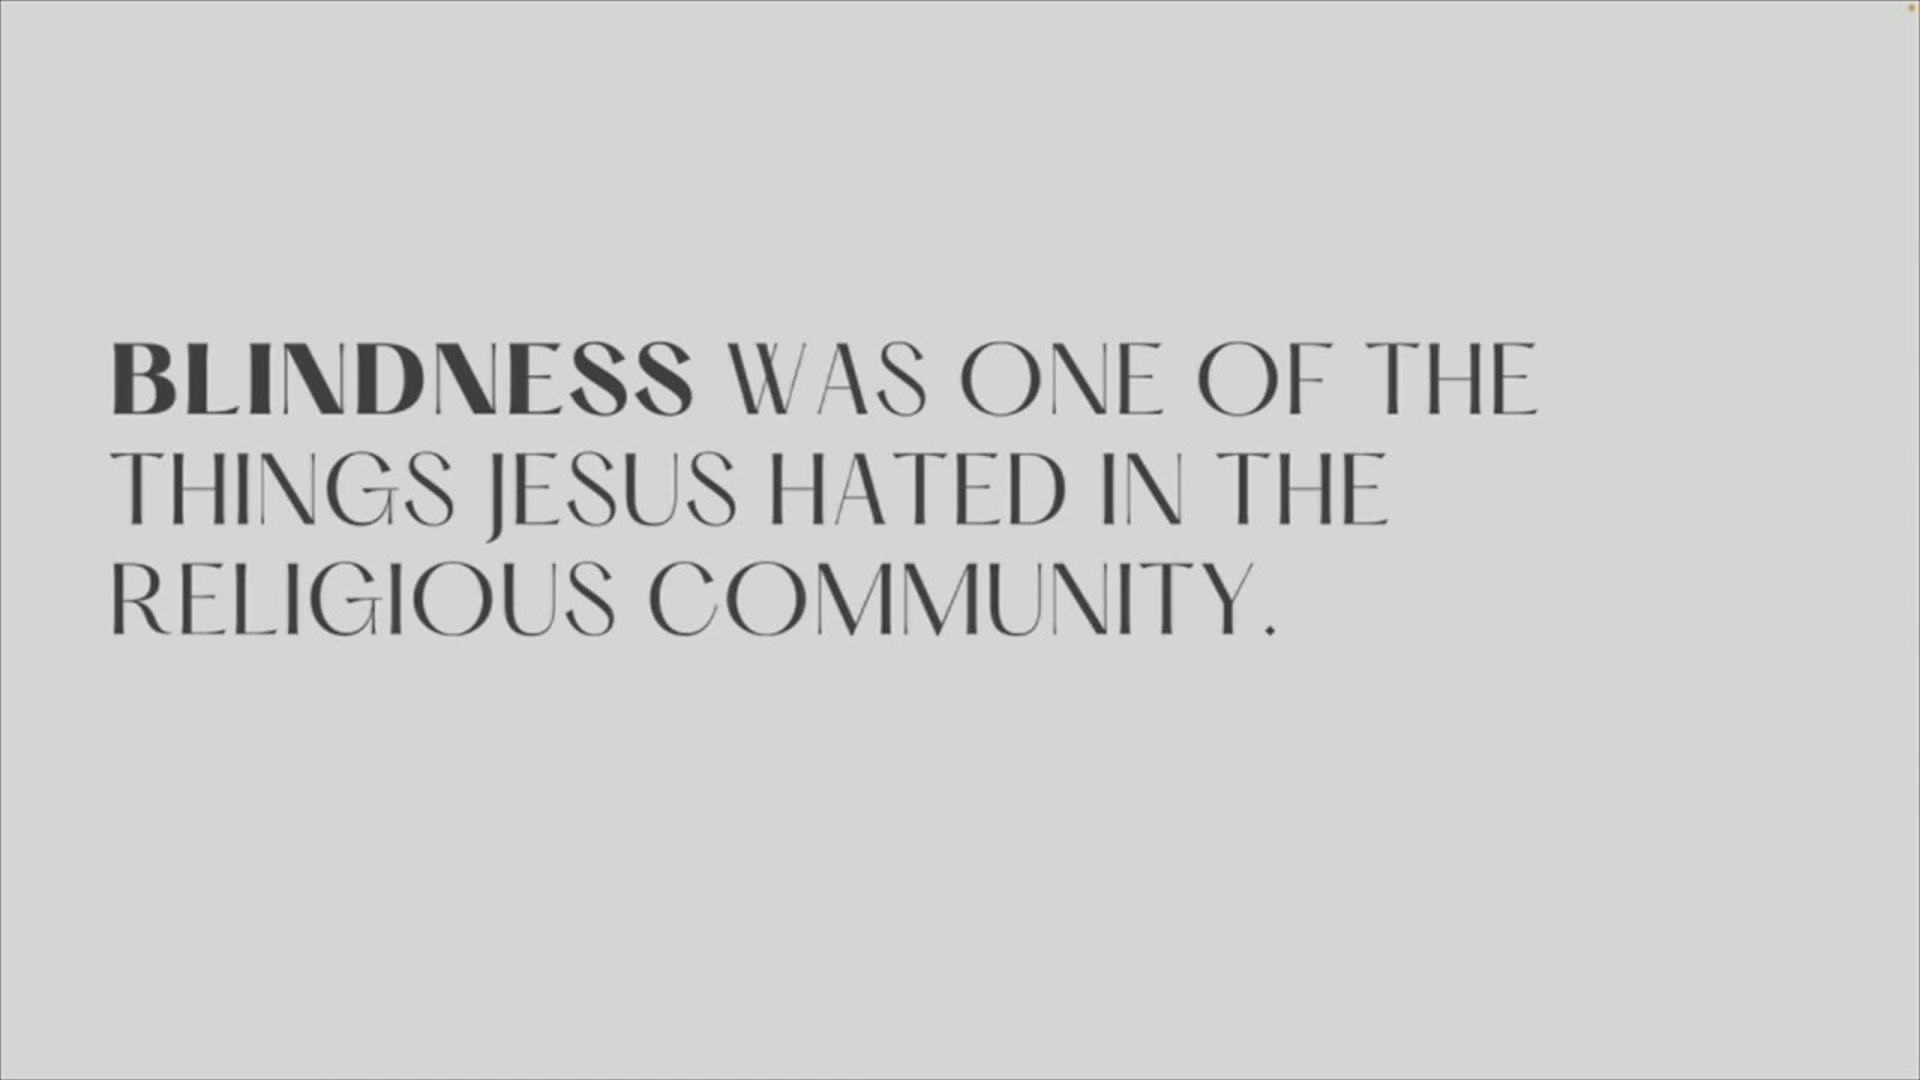 BLINDNESS WAS ONE OF THE
THINGS JESUS HATED IN THE
RELIGIOUS COMMUNITY.